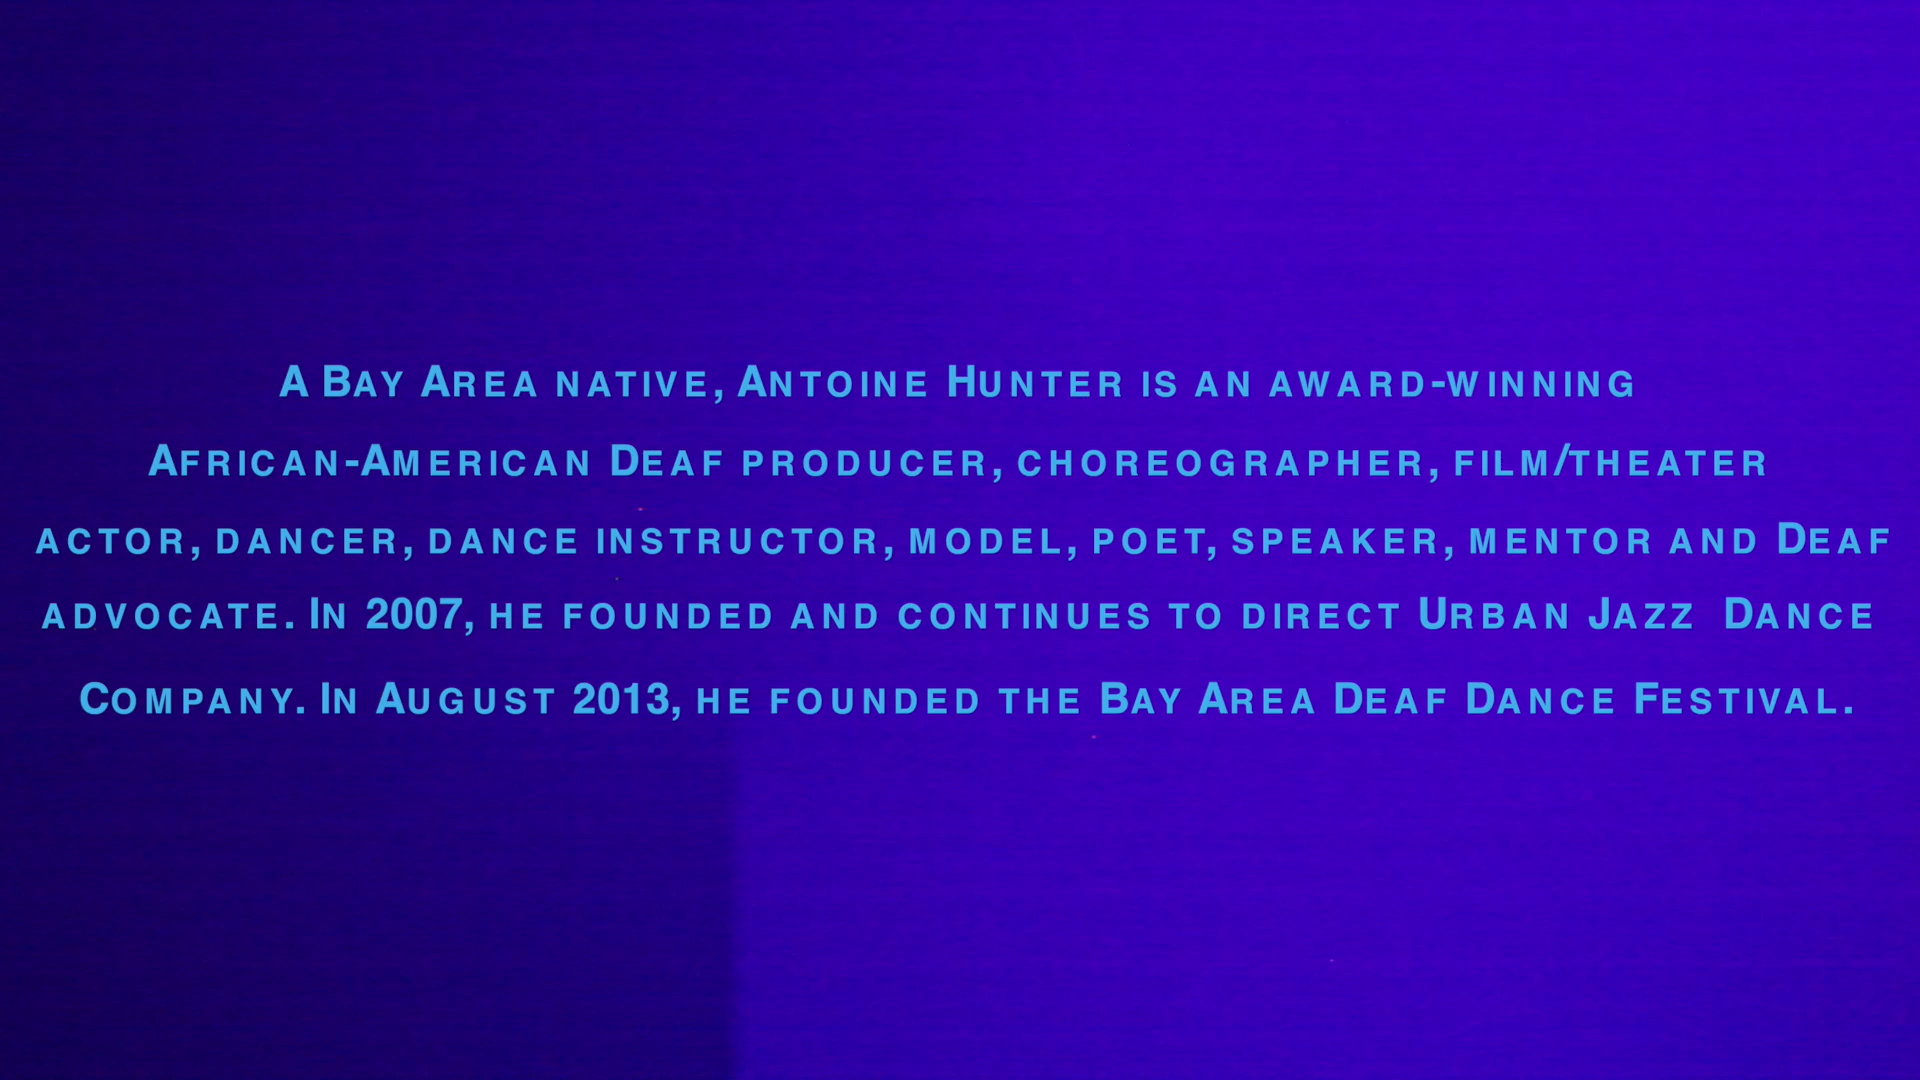 A Bay Area native, Antoine Hunter is an award-winning
African-American Deaf producer, choreographer, film/theater
actor, dancer, dance instructor, model, poet, speaker, mentor and Deaf
advocate. In 2007, he founded and continues to direct Urban Jazz Dance
Company. In August 2013, he founded the Bay Area Deaf Dance Festival.